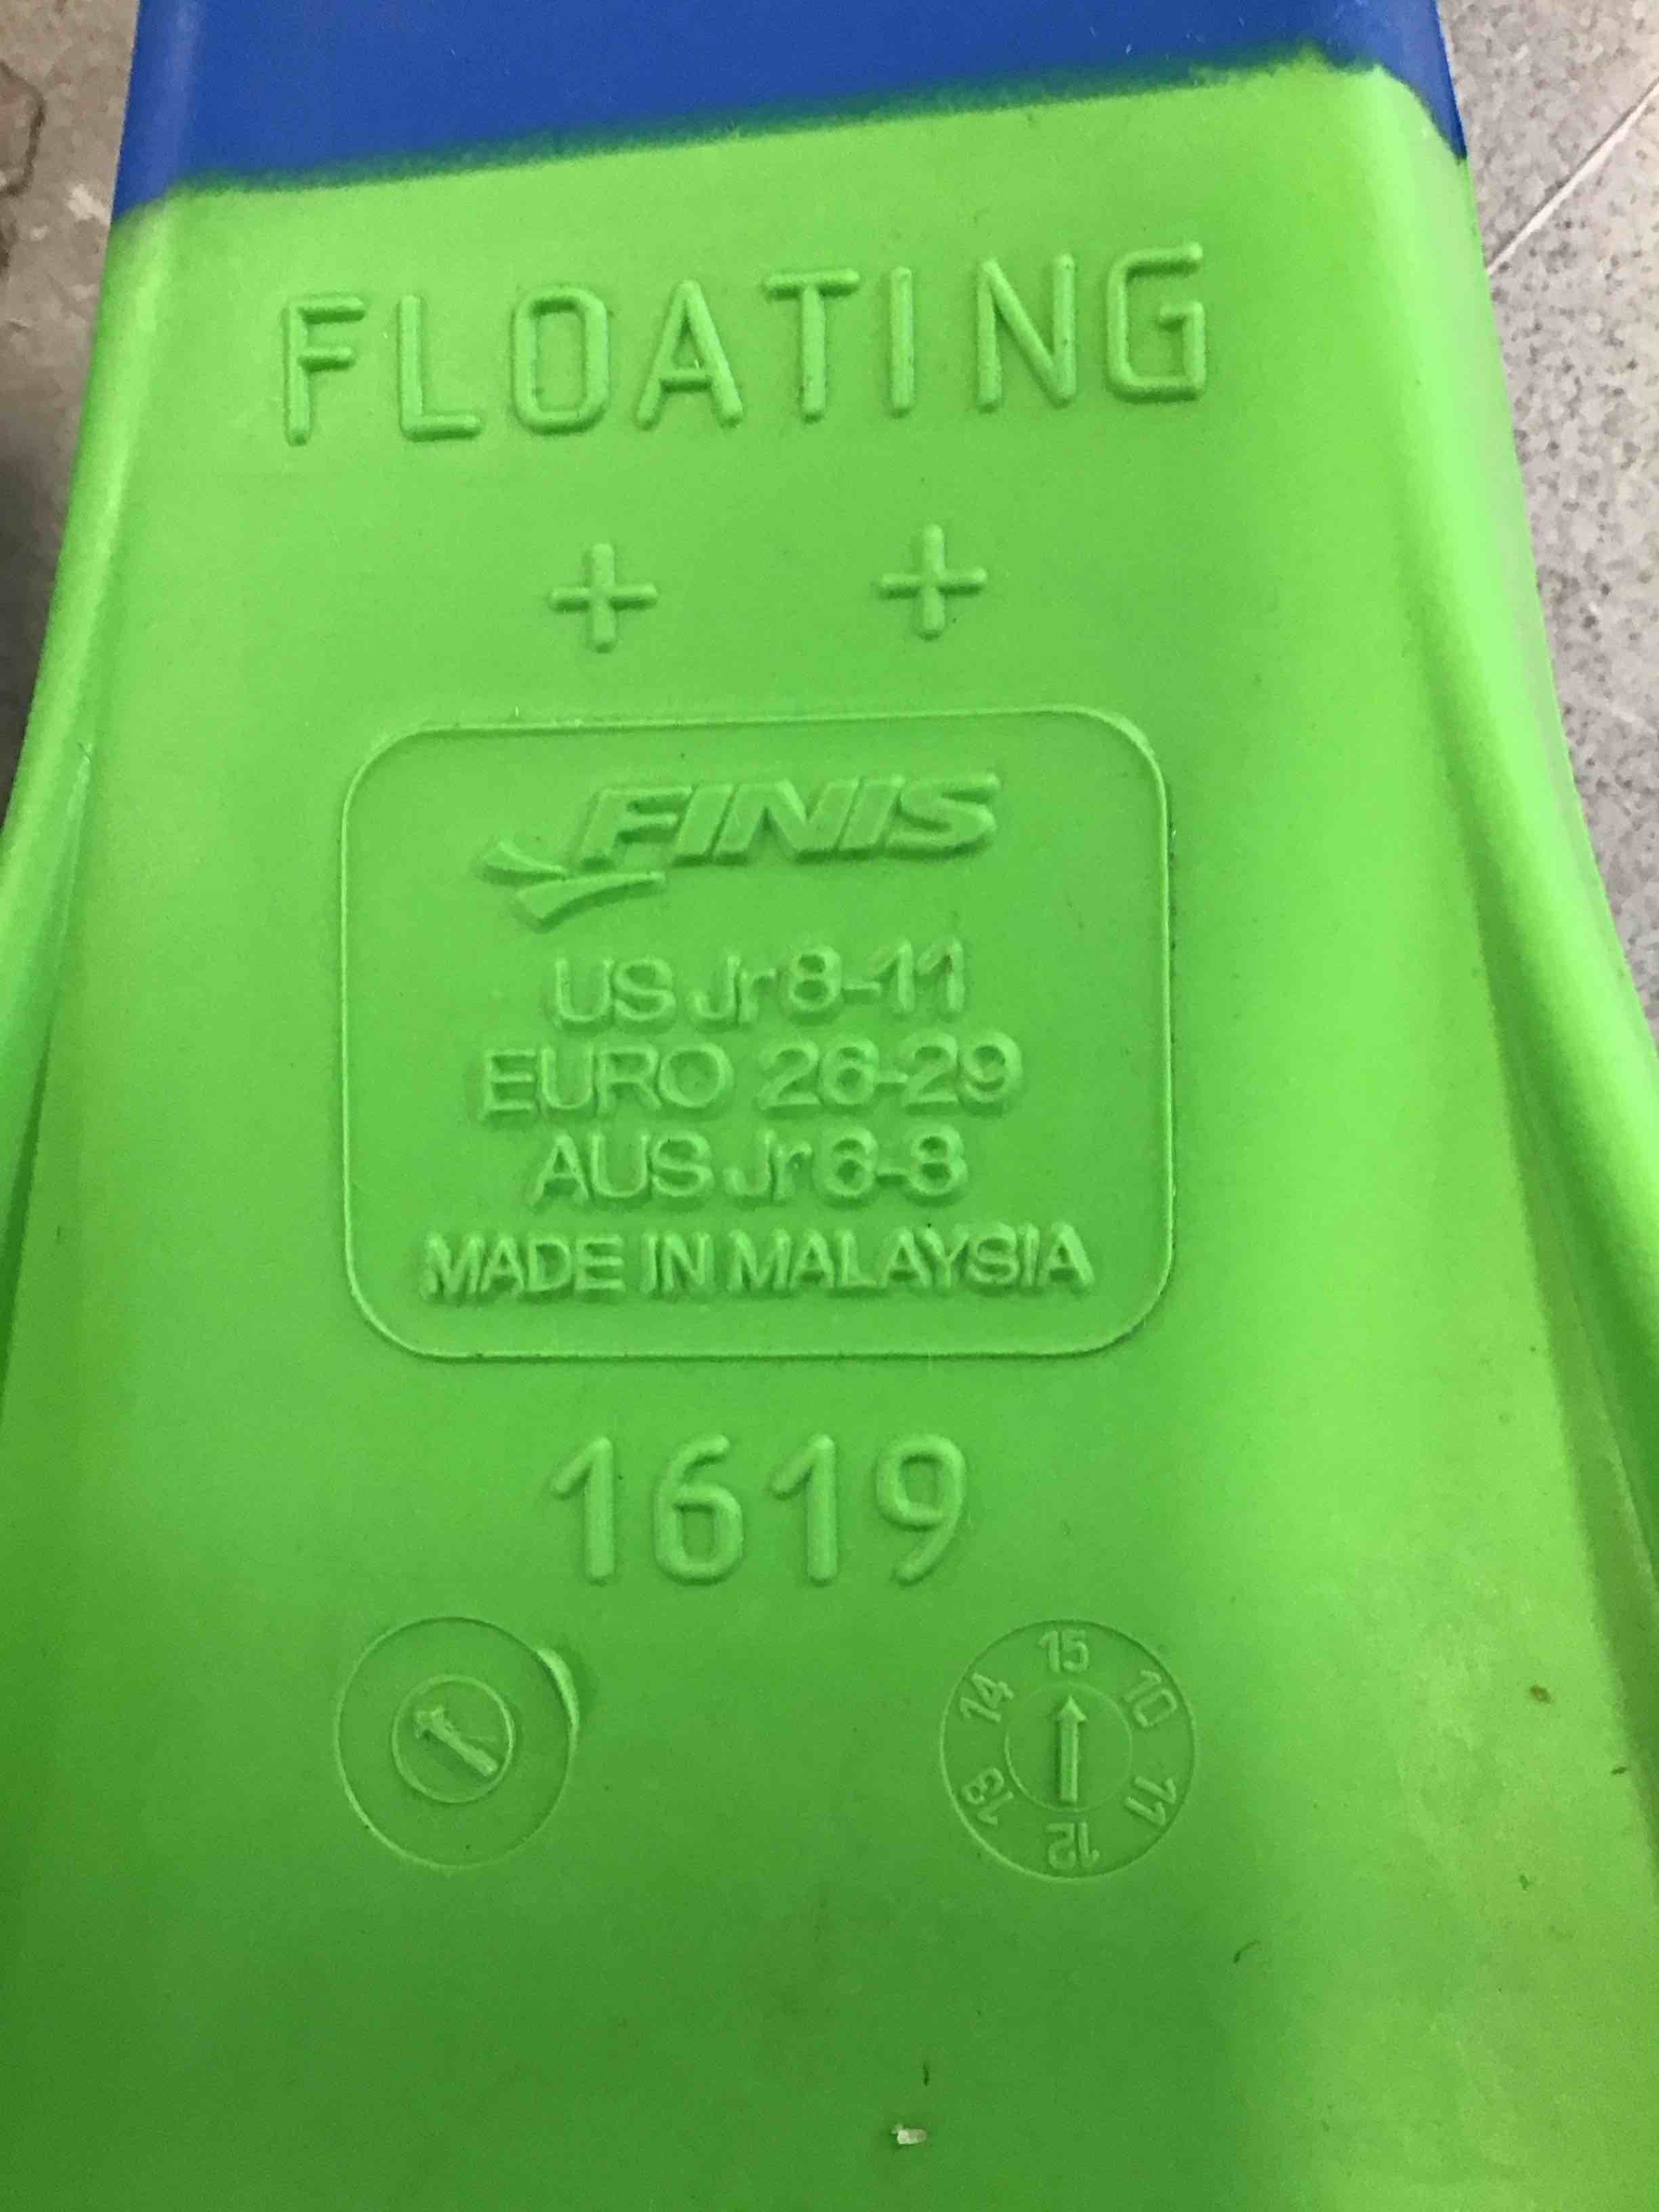 FLOATING
+ +
FINIS
US Jr 8-11
EURO 26-29
AUS Jr 6-8
MADE IN MALAYSIA
1619
15
14 10
13 11
12